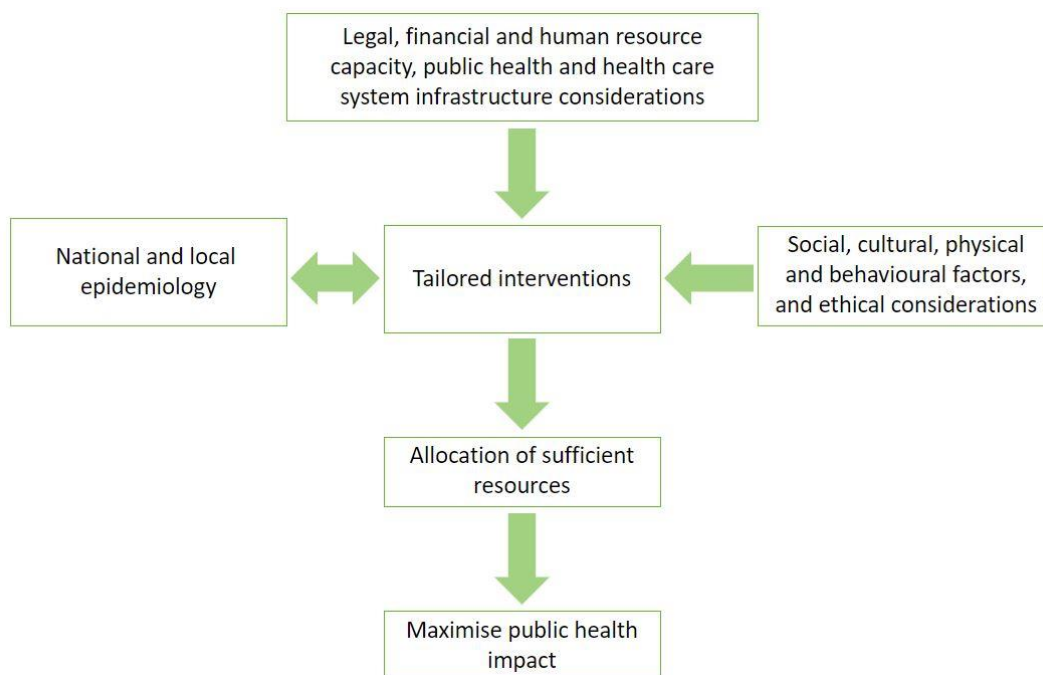 Legal, financial and human resource
capacity, public health and health care
system infrastructure considerations
National and local
epidemiology
Tailored interventions
Social, cultural, physical
and behavioural factors,
and ethical considerations
Allocation of sufficient
resources
Maximise public health
impact